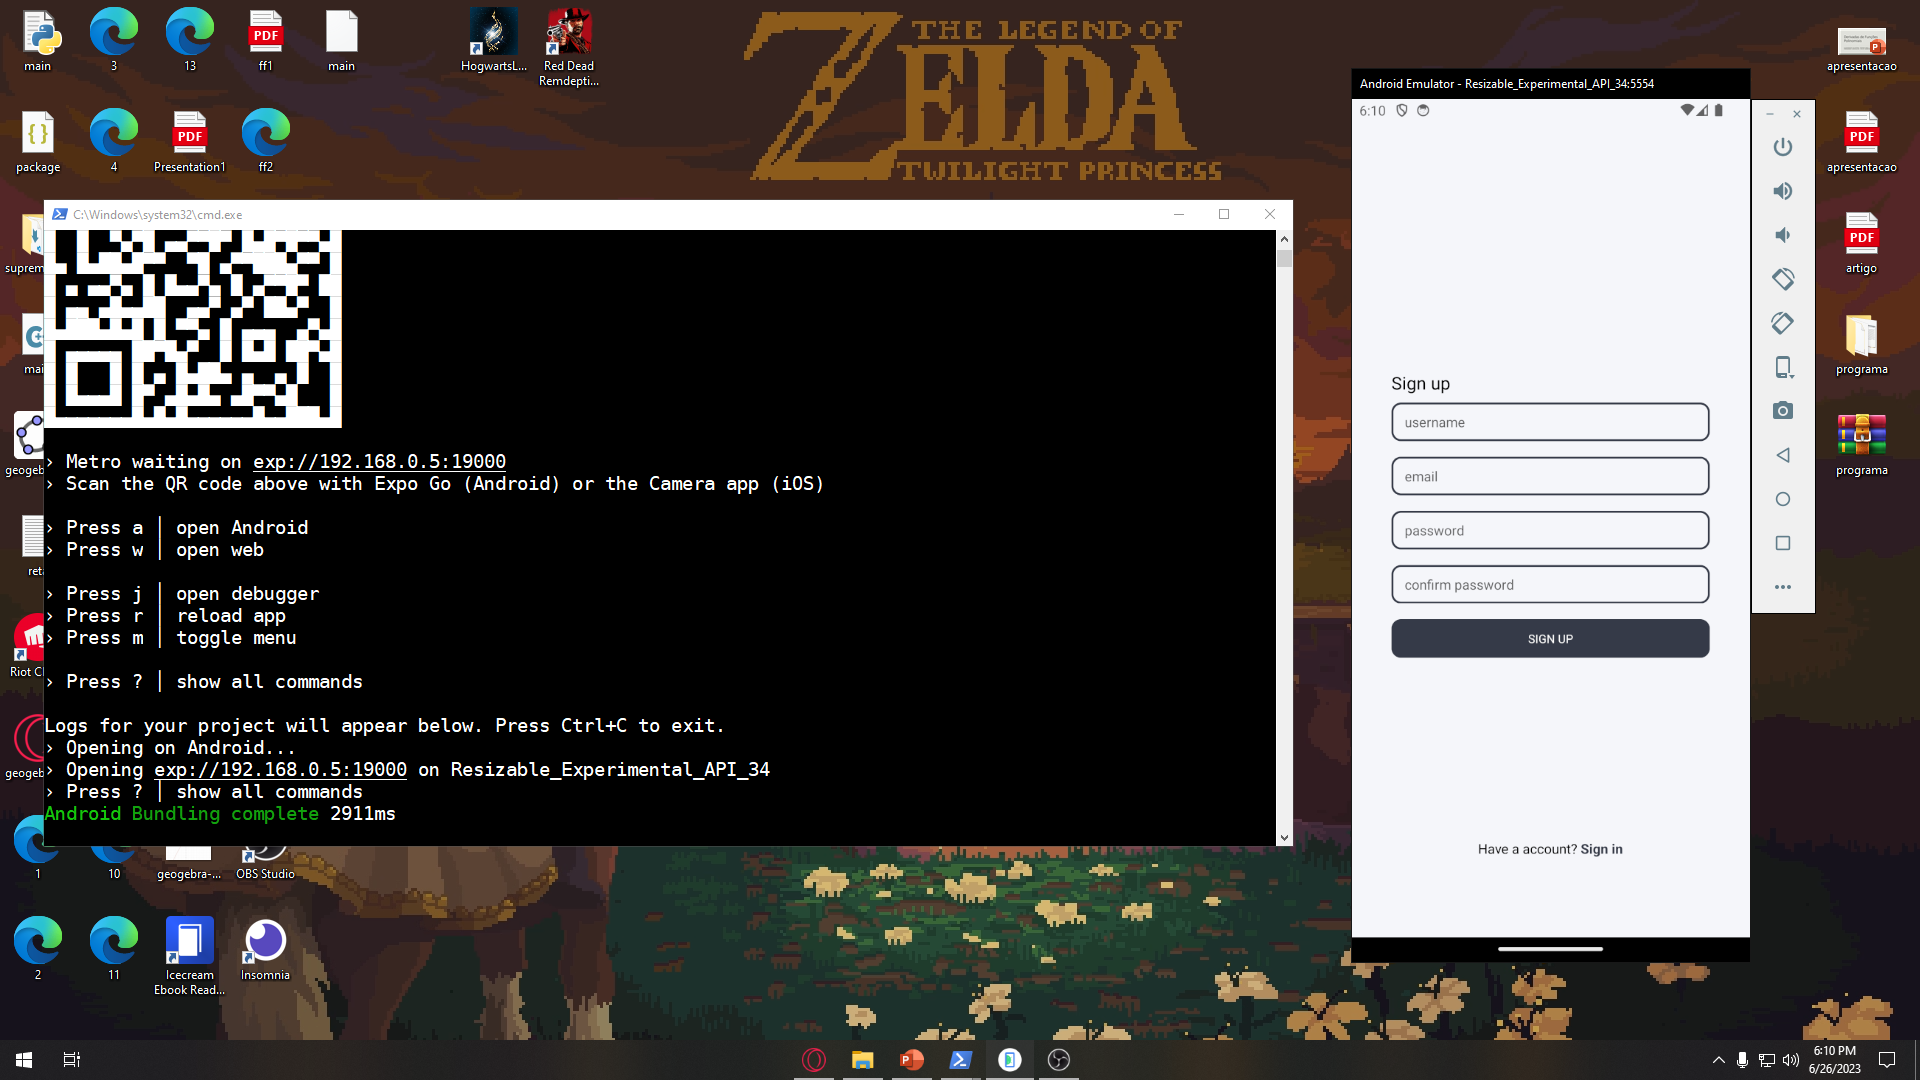 main
3
13
ff1
main
HogwartsL...
Red Dead
Remdepti...
THE LEGEND OF
ZELDA
TWILIGHT PRINCESS
apresentacao
package
4
Presentation1
ff2
apresentacao
artigo
programa
programa
suprem
mai
geogeb
reta
Riot Cl
geogeb
1
10
geogebra-...
OBS Studio
2
11
Icecream
Ebook Read...
Insomnia
C:\Windows\system32\cmd.exe
› Metro waiting on exp://192.168.0.5:19000
› Scan the QR code above with Expo Go (Android) or the Camera app (iOS)
› Press a │ open Android
› Press w │ open web
› Press j │ open debugger
› Press r │ reload app
› Press m │ toggle menu
› Press ? │ show all commands
Logs for your project will appear below. Press Ctrl+C to exit.
› Opening on Android...
› Opening exp://192.168.0.5:19000 on Resizable_Experimental_API_34
› Press ? │ show all commands
Android Bundling complete 2911ms
Android Emulator - Resizable_Experimental_API_34:5554
6:10
Sign up
username
email
password
confirm password
SIGN UP
Have a account? Sign in
6:10 PM
6/26/2023